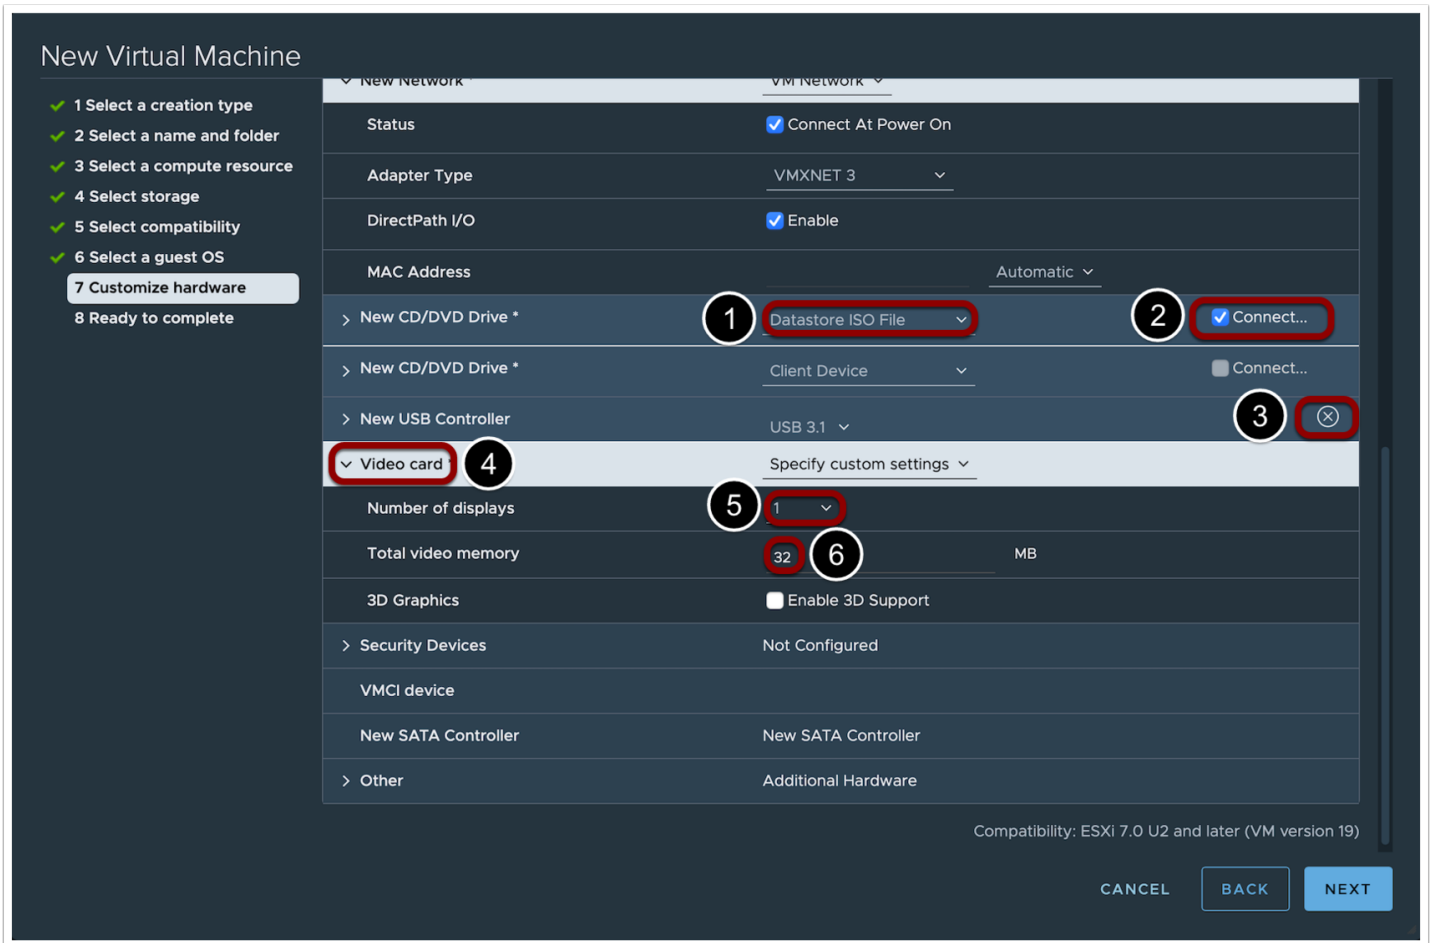 New Virtual Machine
1 Select a creation type
2 Select a name and folder
3 Select a compute resource
4 Select storage
5 Select compatibility
6 Select a guest OS
7 Customize hardware
8 Ready to complete
New Network * VM Network
Status Connect At Power On
Adapter Type VMXNET 3
DirectPath I/O Enable
MAC Address Automatic
New CD/DVD Drive * 1 Datastore ISO File 2 Connect...
New CD/DVD Drive * Client Device Connect...
New USB Controller USB 3.1 3
Video card 4 Specify custom settings
Number of displays 5 1
Total video memory 32 6 MB
3D Graphics Enable 3D Support
Security Devices Not Configured
VMCI device
New SATA Controller New SATA Controller
Other Additional Hardware
Compatibility: ESXi 7.0 U2 and later (VM version 19)
CANCEL BACK NEXT